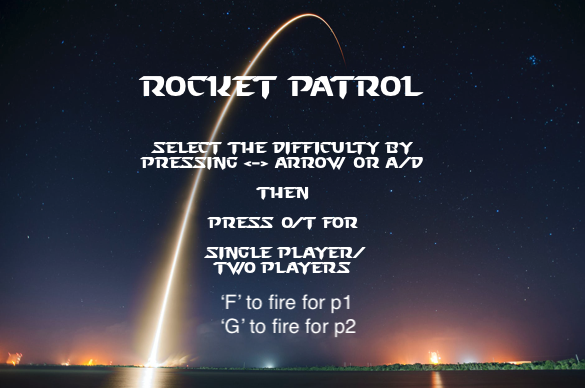 ROCKET PATROL
SELECT THE DIFFICULTY BY
PRESSING <-> ARROW OR A/D
THEN
PRESS O/T FOR
SINGLE PLAYER/
TWO PLAYERS
‘F’ to fire for p1
‘G’ to fire for p2